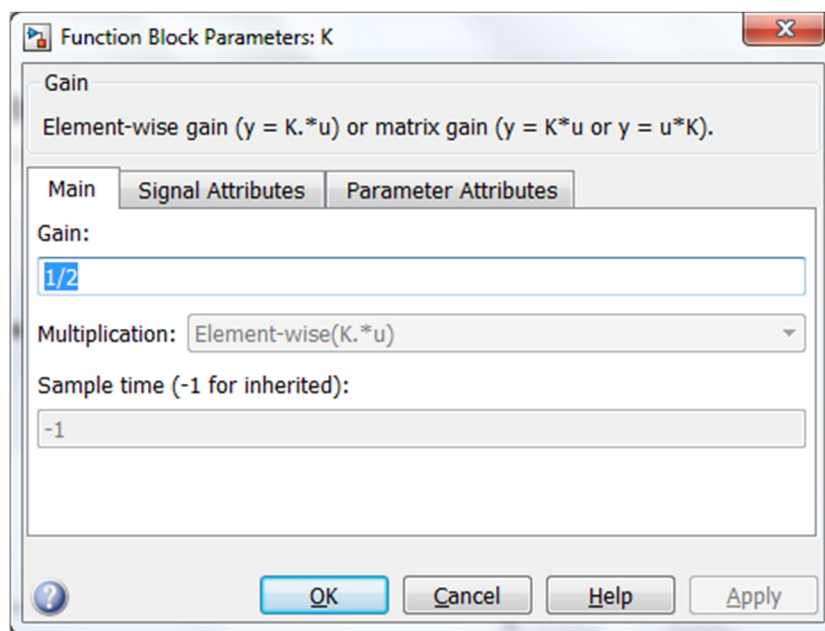 Function Block Parameters: K
Gain
Element-wise gain (y = K.*u) or matrix gain (y = K*u or y = u*K).
Main Signal Attributes Parameter Attributes
Gain:
1/2
Multiplication: Element-wise(K.*u)
Sample time (-1 for inherited):
-1
OK Cancel Help Apply